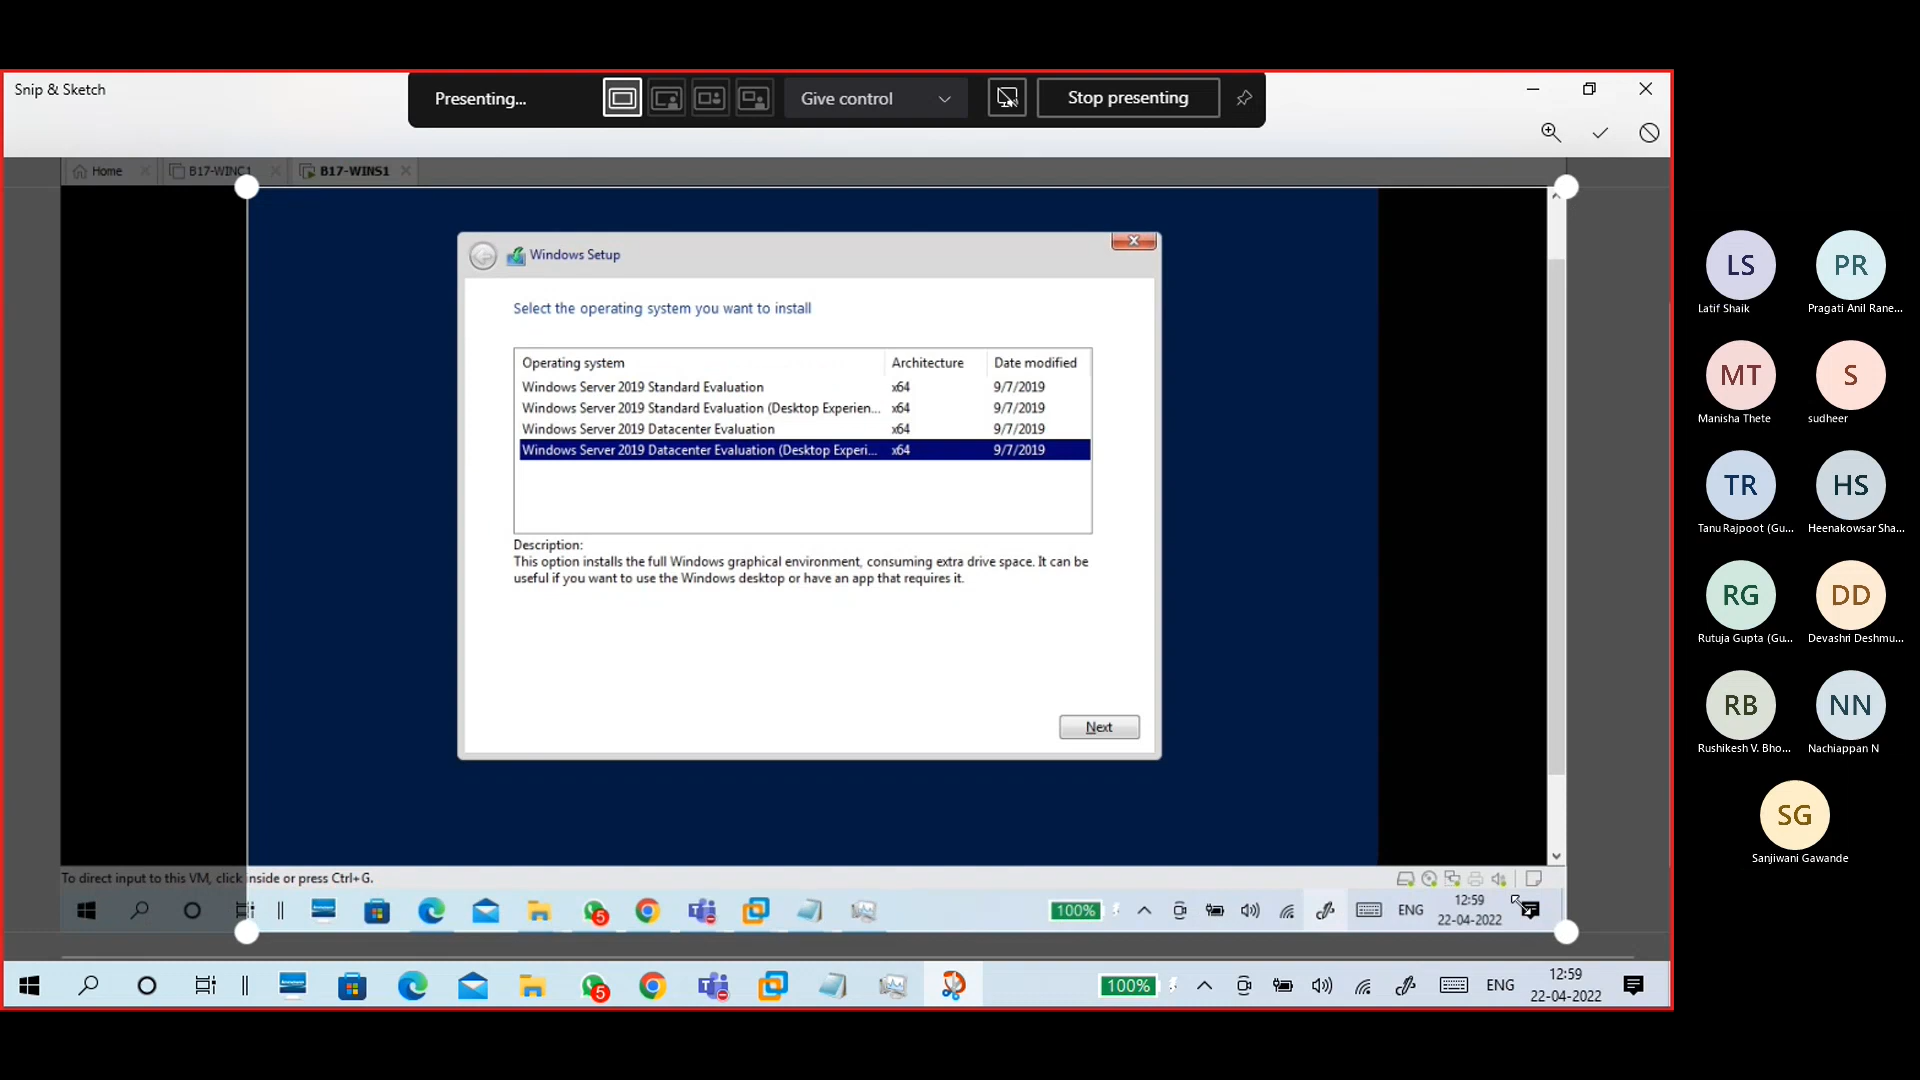 Snip & Sketch
Presenting...
Give control
Stop presenting
Home
B17-WINC1
B17-WINS1
Windows Setup
Select the operating system you want to install
Operating system Architecture Date modified
Windows Server 2019 Standard Evaluation x64 9/7/2019
Windows Server 2019 Standard Evaluation (Desktop Experien... x64 9/7/2019
Windows Server 2019 Datacenter Evaluation x64 9/7/2019
Windows Server 2019 Datacenter Evaluation (Desktop Experi... x64 9/7/2019
Description:
This option installs the full Windows graphical environment, consuming extra drive space. It can be
useful if you want to use the Windows desktop or have an app that requires it.
Next
To direct input to this VM, click inside or press Ctrl+G.
5
100%
ENG
12:59
22-04-2022
5
100%
ENG
12:59
22-04-2022
LS
Latif Shaik
PR
Pragati Anil Rane...
MT
Manisha Thete
S
sudheer
TR
Tanu Rajpoot (Gu...
HS
Heenakowsar Sha...
RG
Rutuja Gupta (Gu...
DD
Devashri Deshmu...
RB
Rushikesh V. Bho...
NN
Nachiappan N
SG
Sanjiwani Gawande